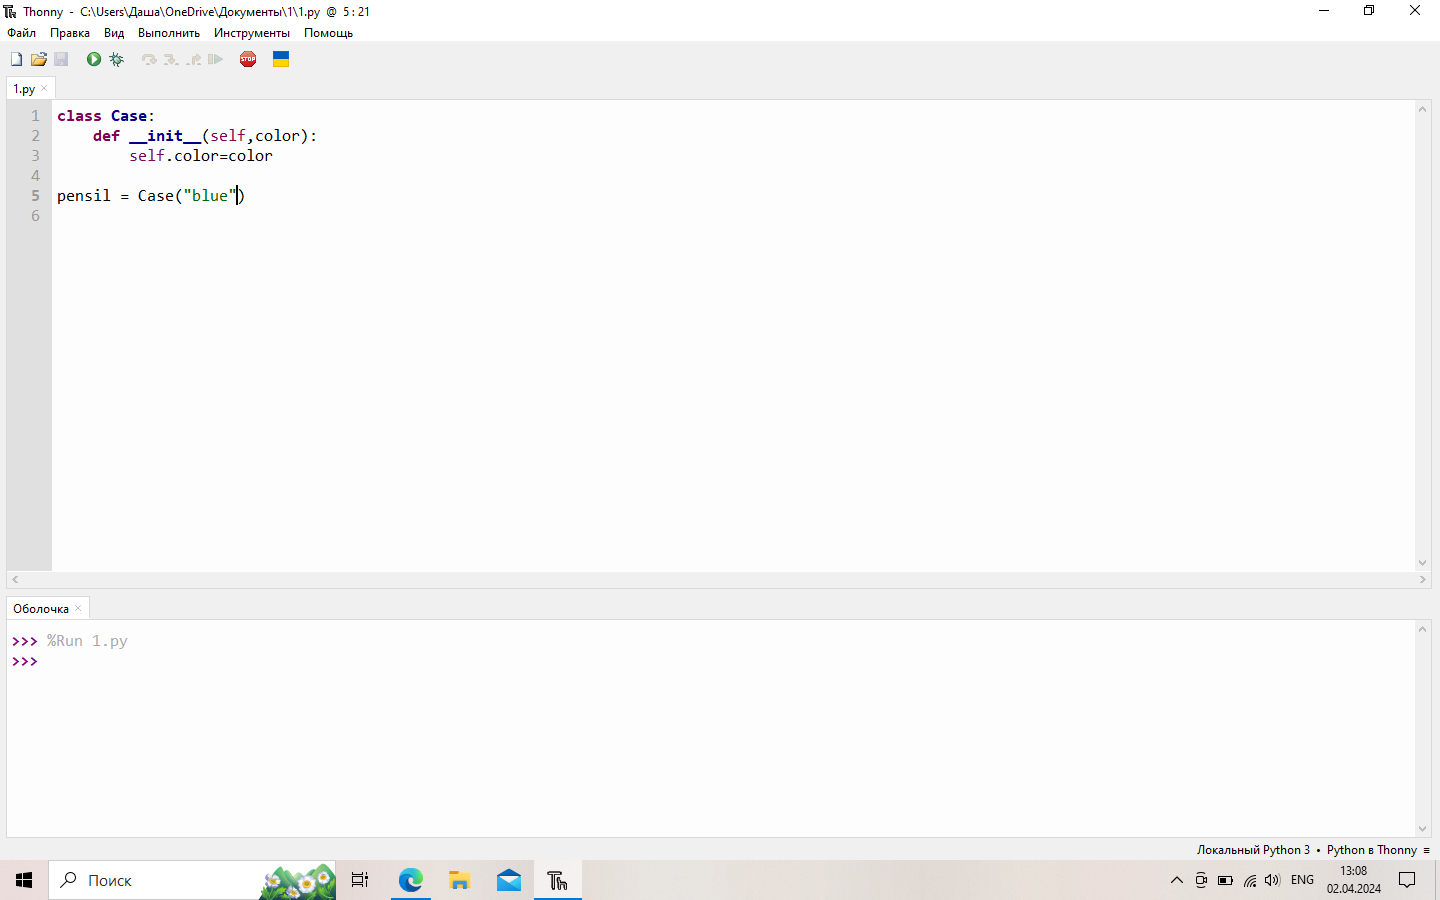 Thonny - C:\Users\Даша\OneDrive\Документы\1\1.py @ 5:21
Файл Правка Вид Выполнить Инструменты Помощь
STOP
1.py ×
1 class Case:
2     def __init__(self,color):
3         self.color=color
4
5 pensil = Case("blue")
6
Оболочка ×
>>> %Run 1.py
>>>
Локальный Python 3 • Python в Thonny ≡
Поиск
ENG
13:08
02.04.2024